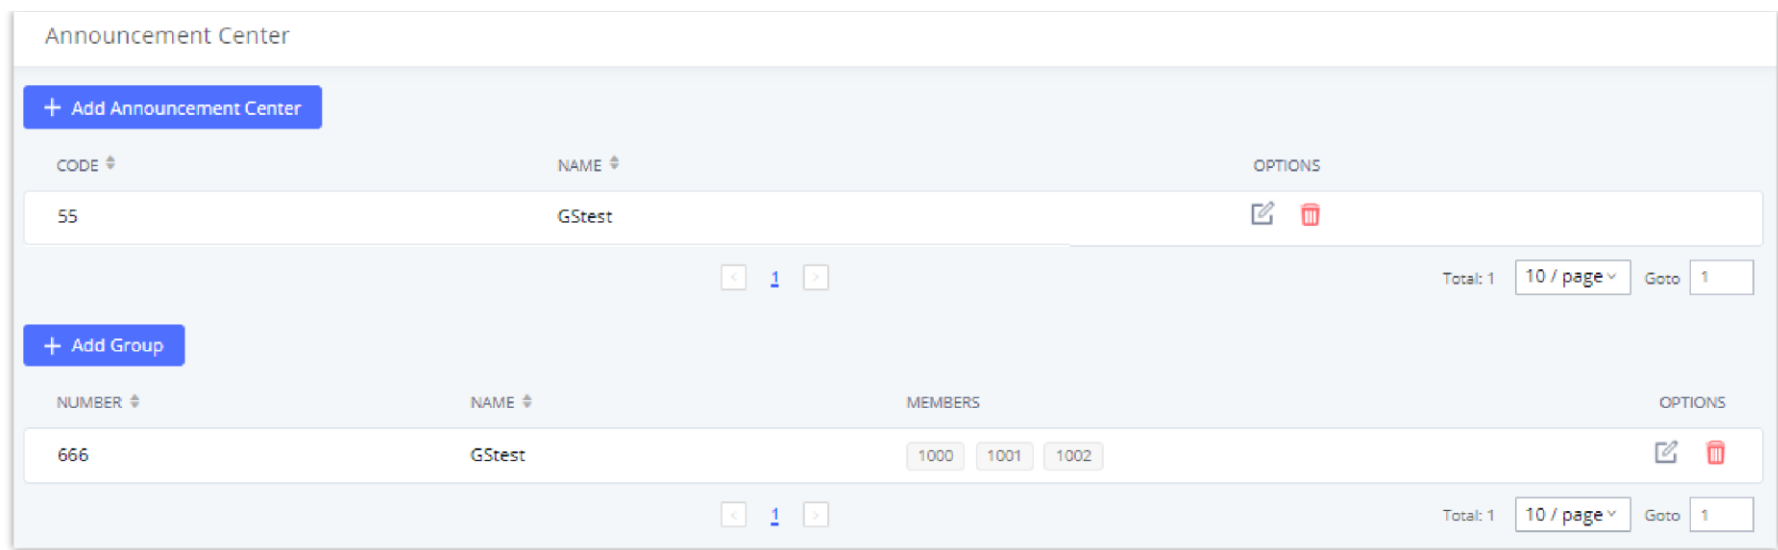 Announcement Center
+ Add Announcement Center
CODE NAME OPTIONS
55 GStest
< 1 > Total: 1 10 / page Goto 1
+ Add Group
NUMBER NAME MEMBERS OPTIONS
666 GStest 1000 1001 1002
< 1 > Total: 1 10 / page Goto 1